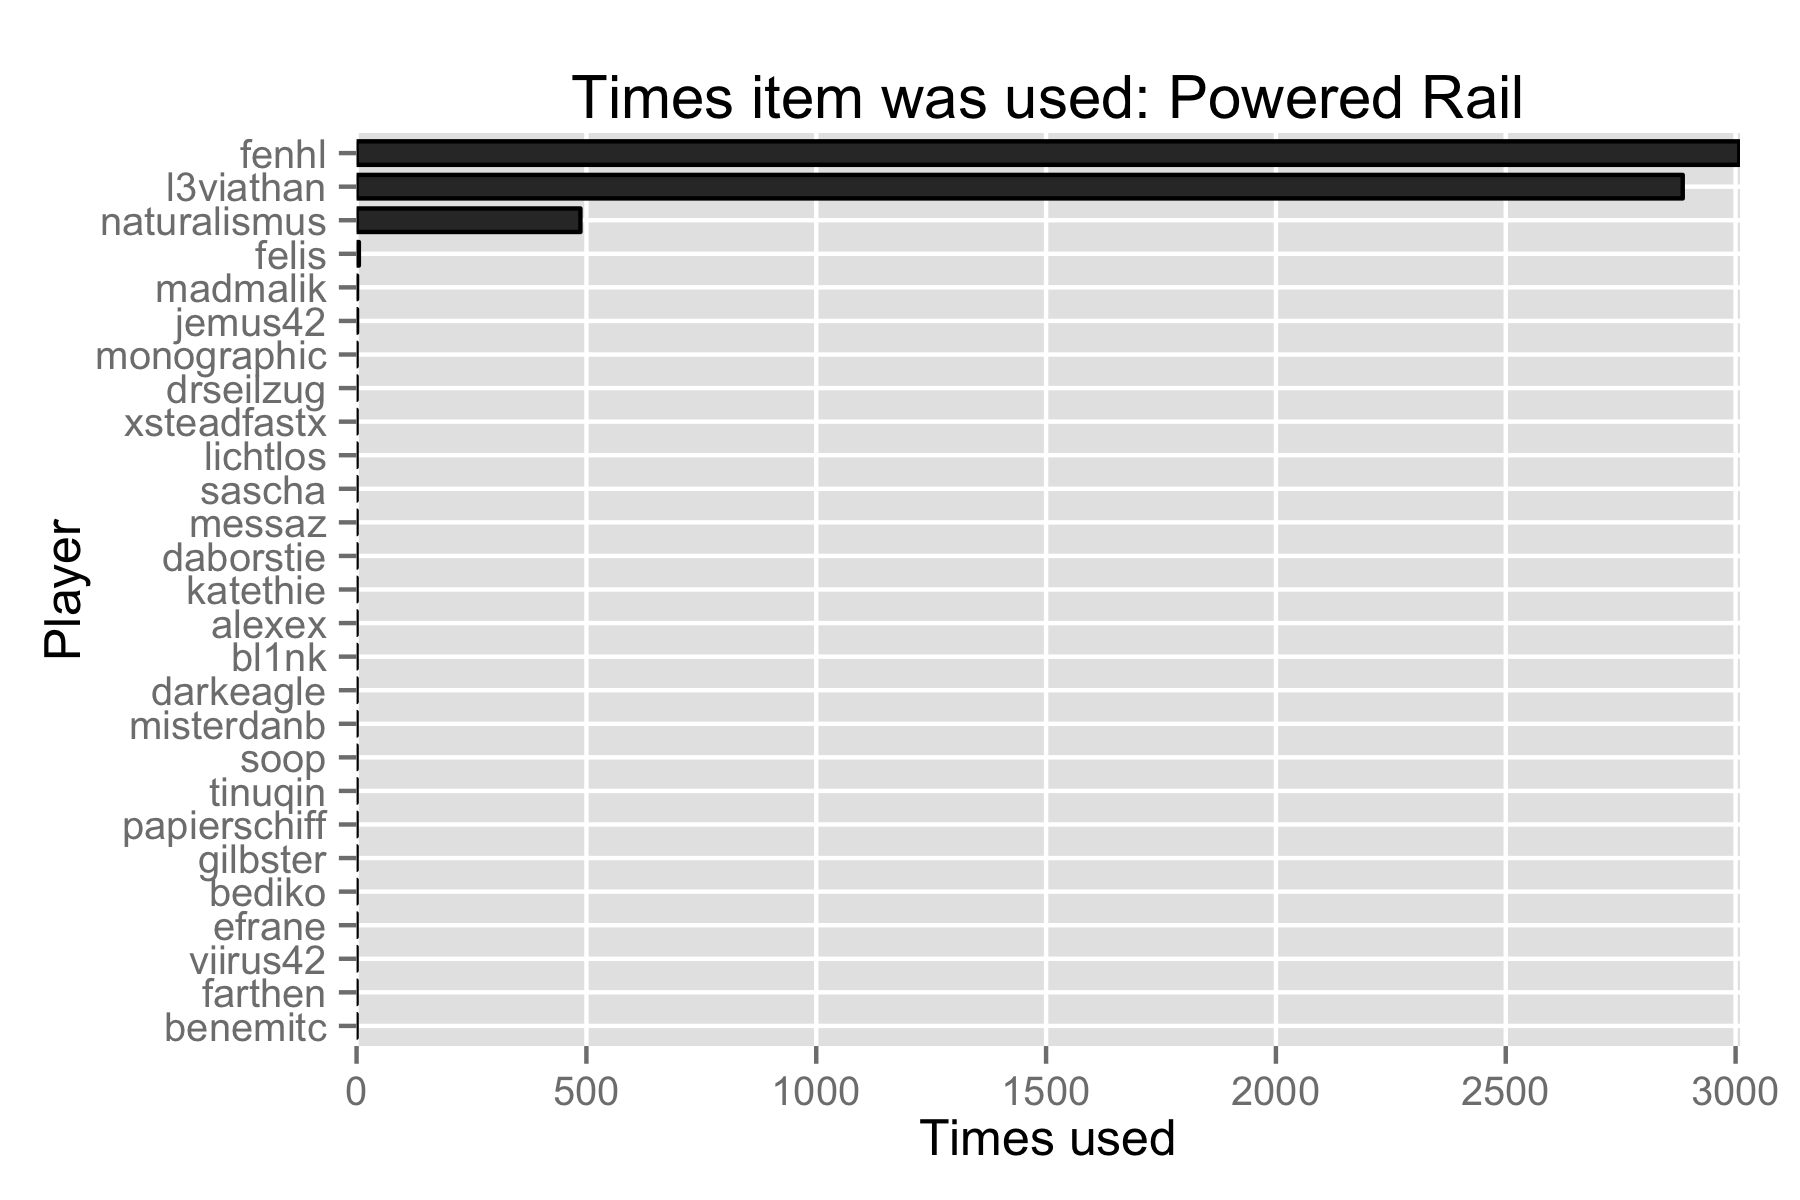 Times item was used: Powered Rail
fenhl
l3viathan
naturalismus
felis
madmalik
jemus42
monographic
drseilzug
xsteadfastx
lichtlos
sascha
messaz
daborstie
katethie
alexex
bl1nk
darkeagle
misterdanb
soop
tinuqin
papierschiff
gilbster
bediko
efrane
viirus42
farthen
benemitc
Player
0 500 1000 1500 2000 2500 3000
Times used